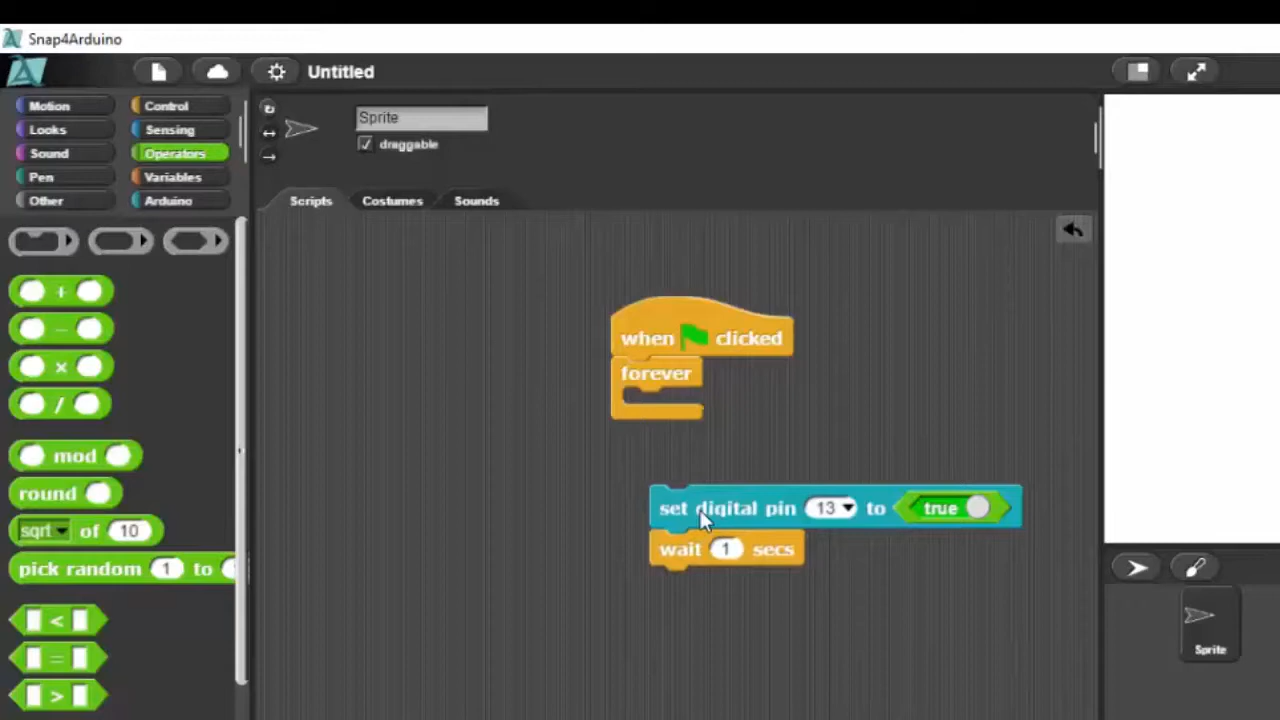 Snap4Arduino
Untitled
Motion
Control
Looks
Sensing
Sound
Operators
Pen
Variables
Other
Arduino
Sprite
draggable
Scripts
Costumes
Sounds
+
−
×
/
mod
round
sqrt of 10
pick random 1 to
<
=
>
when clicked
forever
set digital pin 13 to true
wait 1 secs
Sprite